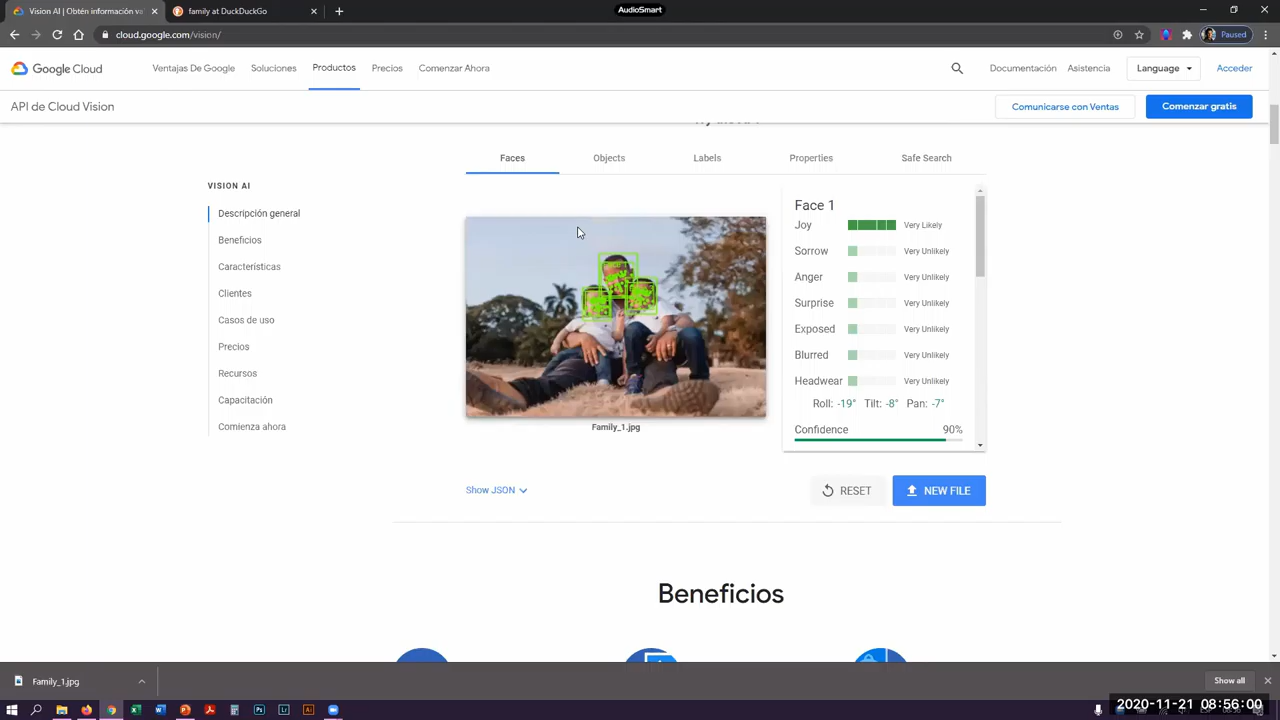 Vision AI | Obtén información va
family at DuckDuckGo
AudioSmart
cloud.google.com/vision/
Paused
Google Cloud
Ventajas De Google
Soluciones
Productos
Precios
Comenzar Ahora
Documentación
Asistencia
Language
Acceder
API de Cloud Vision
Comunicarse con Ventas
Comenzar gratis
Faces
Objects
Labels
Properties
Safe Search
VISION AI
Descripción general
Beneficios
Características
Clientes
Casos de uso
Precios
Recursos
Capacitación
Comienza ahora
Face 1
Joy Very Likely
Sorrow Very Unlikely
Anger Very Unlikely
Surprise Very Unlikely
Exposed Very Unlikely
Blurred Very Unlikely
Headwear Very Unlikely
Roll: -19° Tilt: -8° Pan: -7°
Confidence 90%
Family_1.jpg
Show JSON
RESET
NEW FILE
Beneficios
Family_1.jpg
Show all
2020-11-21 08:56:00